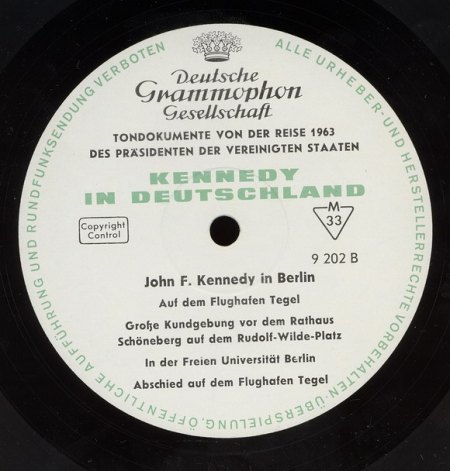 ALLE URHEBER- UND HERSTELLERRECHTE VORBEHALTEN · ÜBERSPIELUNG, ÖFFENTLICHE AUFFÜHRUNG UND RUNDFUNKSENDUNG VERBOTEN
Deutsche
Grammophon
Gesellschaft
TONDOKUMENTE VON DER REISE 1963
DES PRÄSIDENTEN DER VEREINIGTEN STAATEN
KENNEDY
IN DEUTSCHLAND
Copyright
Control
M
33
9 202 B
John F. Kennedy in Berlin
Auf dem Flughafen Tegel
Große Kundgebung vor dem Rathaus
Schöneberg auf dem Rudolf-Wilde-Platz
In der Freien Universität Berlin
Abschied auf dem Flughafen Tegel